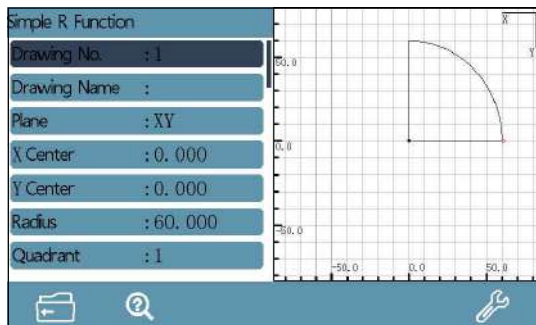 Simple R Function
Drawing No. :1
Drawing Name :
Plane :XY
X Center :0.000
Y Center :0.000
Radius :60.000
Quadrant :1
X
Y
50.0
0.0
-50.0
-50.0 0.0 50.0